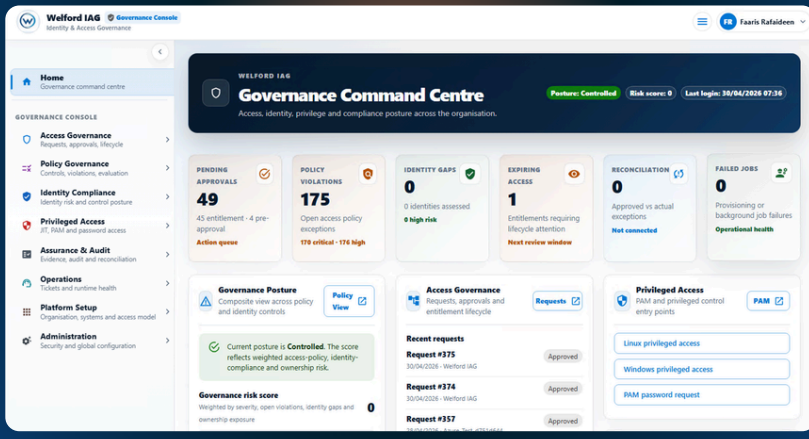 Welford IAG
Governance Console
Identity & Access Governance
FR
Faaris Rafaideen
Home
Governance command centre
GOVERNANCE CONSOLE
Access Governance
Requests, approvals, lifecycle
Policy Governance
Controls, violations, evaluation
Identity Compliance
Identity risk and control posture
Privileged Access
JIT, PAM and password access
Assurance & Audit
Evidence, audit and reconciliation
Operations
Tickets and runtime health
Platform Setup
Organisation, systems and access model
Administration
Security and global configuration
WELFORD IAG
Governance Command Centre
Access, identity, privilege and compliance posture across the organisation.
Posture: Controlled
Risk score: 0
Last login: 30/04/2026 07:36
PENDING
APPROVALS
49
45 entitlement · 4 pre-
approval
Action queue
POLICY
VIOLATIONS
175
Open access policy
exceptions
178 critical · 176 high
IDENTITY GAPS
0
0 identities assessed
0 high risk
EXPIRING
ACCESS
1
Entitlements requiring
lifecycle attention
Next review window
RECONCILIATION
0
Approved vs actual
exceptions
Not connected
FAILED JOBS
0
Provisioning or
background job failures
Operational health
Governance Posture
Composite view across policy
and identity controls
Policy
View
Current posture is Controlled. The score
reflects weighted access-policy, identity-
compliance and ownership risk.
Governance risk score
Weighted by severity, open violations, identity gaps and
ownership exposure
0
Access Governance
Requests, approvals and
entitlement lifecycle
Requests
Recent requests
Request #375
30/04/2026 · Welford IAG
Approved
Request #374
30/04/2026 · Welford IAG
Approved
Request #357
Approved
Privileged Access
PAM and privileged control
entry points
PAM
Linux privileged access
Windows privileged access
PAM password request